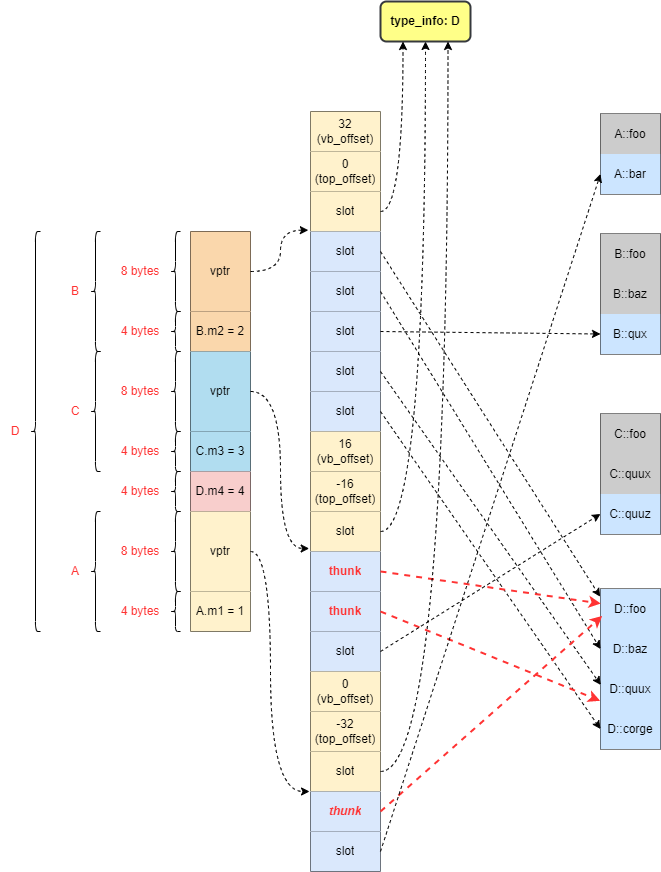 type_info: D
D
B
C
A
8 bytes
4 bytes
8 bytes
4 bytes
4 bytes
8 bytes
4 bytes
vptr
B.m2 = 2
vptr
C.m3 = 3
D.m4 = 4
vptr
A.m1 = 1
32
(vb_offset)
0
(top_offset)
slot
slot
slot
slot
slot
slot
16
(vb_offset)
-16
(top_offset)
slot
thunk
thunk
slot
0
(vb_offset)
-32
(top_offset)
slot
thunk
slot
A::foo
A::bar
B::foo
B::baz
B::qux
C::foo
C::quux
C::quuz
D::foo
D::baz
D::quux
D::corge